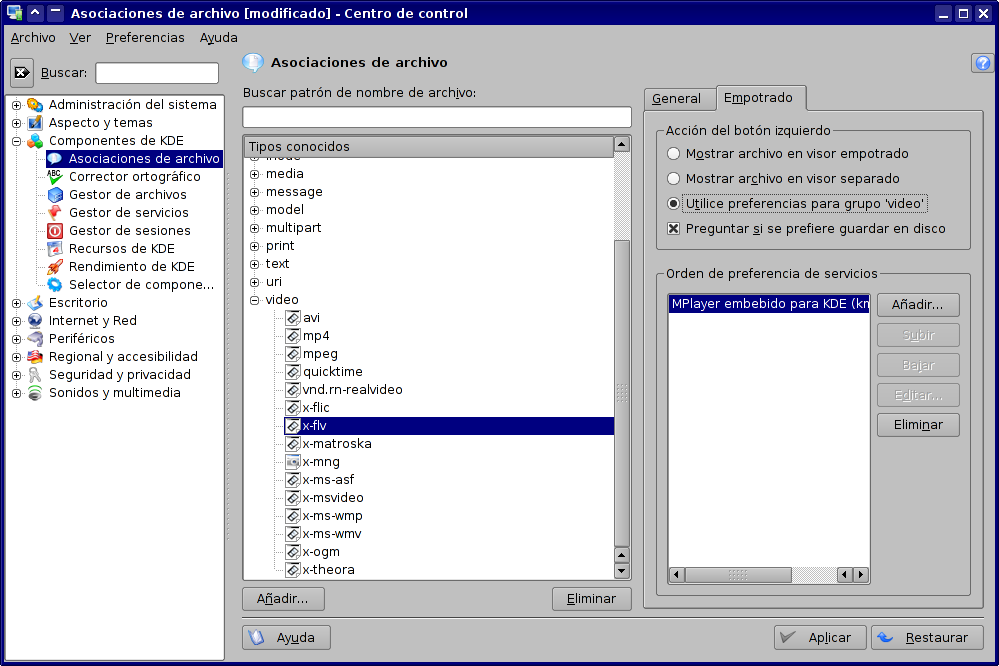 Asociaciones de archivo [modificado] - Centro de control
Archivo Ver Preferencias Ayuda
Buscar:
Administración del sistema
Aspecto y temas
Componentes de KDE
Asociaciones de archivo
ABC Corrector ortográfico
Gestor de archivos
Gestor de servicios
Gestor de sesiones
Recursos de KDE
Rendimiento de KDE
Selector de compone...
Escritorio
Internet y Red
Periféricos
Regional y accesibilidad
Seguridad y privacidad
Sonidos y multimedia
Asociaciones de archivo
Buscar patrón de nombre de archivo:
Tipos conocidos
inode
media
message
model
multipart
print
text
uri
video
avi
mp4
mpeg
quicktime
vnd.rn-realvideo
x-flic
x-flv
x-matroska
x-mng
x-ms-asf
x-msvideo
x-ms-wmp
x-ms-wmv
x-ogm
x-theora
Añadir...
Eliminar
General
Empotrado
Acción del botón izquierdo
Mostrar archivo en visor empotrado
Mostrar archivo en visor separado
Utilice preferencias para grupo 'video'
Preguntar si se prefiere guardar en disco
Orden de preferencia de servicios
MPlayer embebido para KDE (kn
Añadir...
Subir
Bajar
Editar...
Eliminar
Ayuda
Aplicar
Restaurar